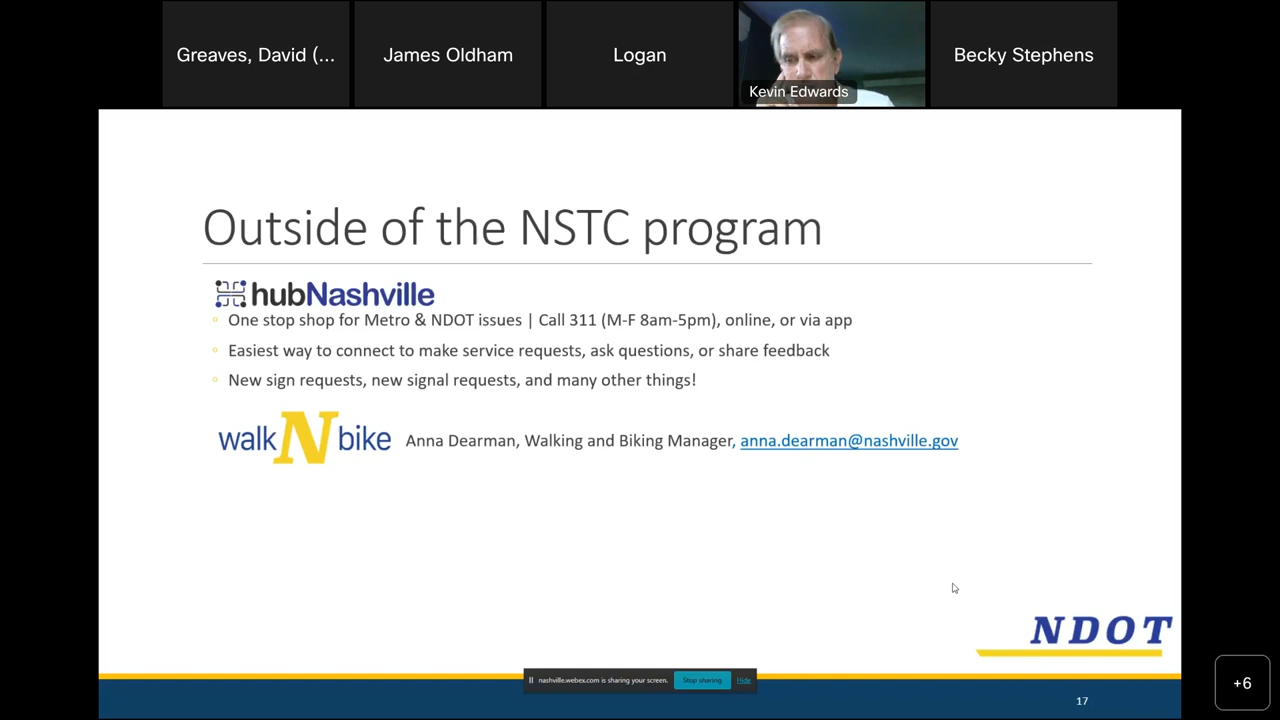 Greaves, David (...
James Oldham
Logan
Kevin Edwards
Becky Stephens
Outside of the NSTC program
hubNashville
One stop shop for Metro & NDOT issues | Call 311 (M-F 8am-5pm), online, or via app
Easiest way to connect to make service requests, ask questions, or share feedback
New sign requests, new signal requests, and many other things!
walk N bike Anna Dearman, Walking and Biking Manager, anna.dearman@nashville.gov
NDOT
nashville.webex.com is sharing your screen. Stop sharing Hide
17
+6